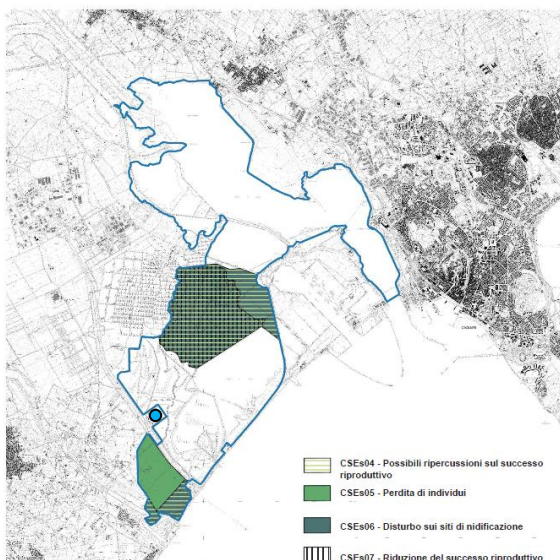 CAGLIARI
CSEs04 - Possibili ripercussioni sul successo
riproduttivo
CSEs05 - Perdita di individui
CSEs06 - Disturbo sui siti di nidificazione
CSEs07 - Riduzione del successo riproduttivo